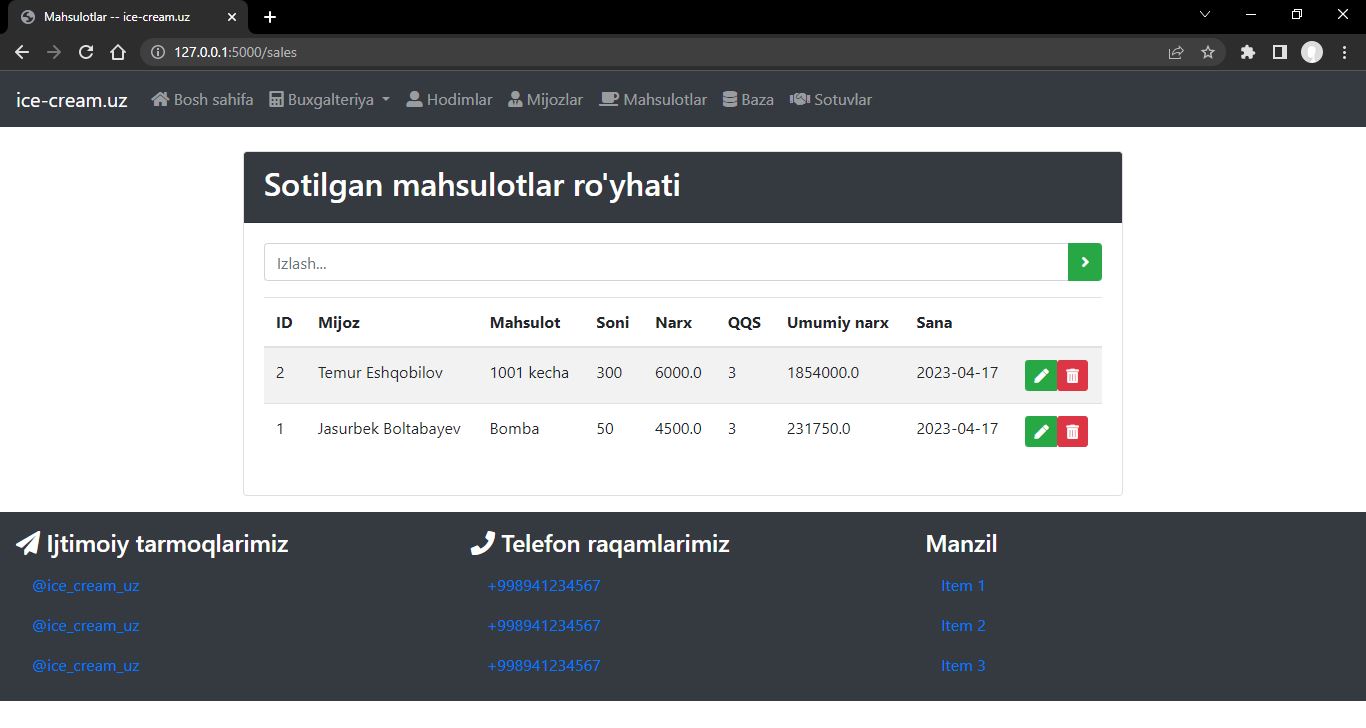 Mahsulotlar -- ice-cream.uz
127.0.0.1:5000/sales
ice-cream.uz Bosh sahifa Buxgalteriya Hodimlar Mijozlar Mahsulotlar Baza Sotuvlar
Sotilgan mahsulotlar ro'yhati
Izlash...
ID Mijoz Mahsulot Soni Narx QQS Umumiy narx Sana
2 Temur Eshqobilov 1001 kecha 300 6000.0 3 1854000.0 2023-04-17
1 Jasurbek Boltabayev Bomba 50 4500.0 3 231750.0 2023-04-17
Ijtimoiy tarmoqlarimiz Telefon raqamlarimiz Manzil
@ice_cream_uz +998941234567 Item 1
@ice_cream_uz +998941234567 Item 2
@ice_cream_uz +998941234567 Item 3